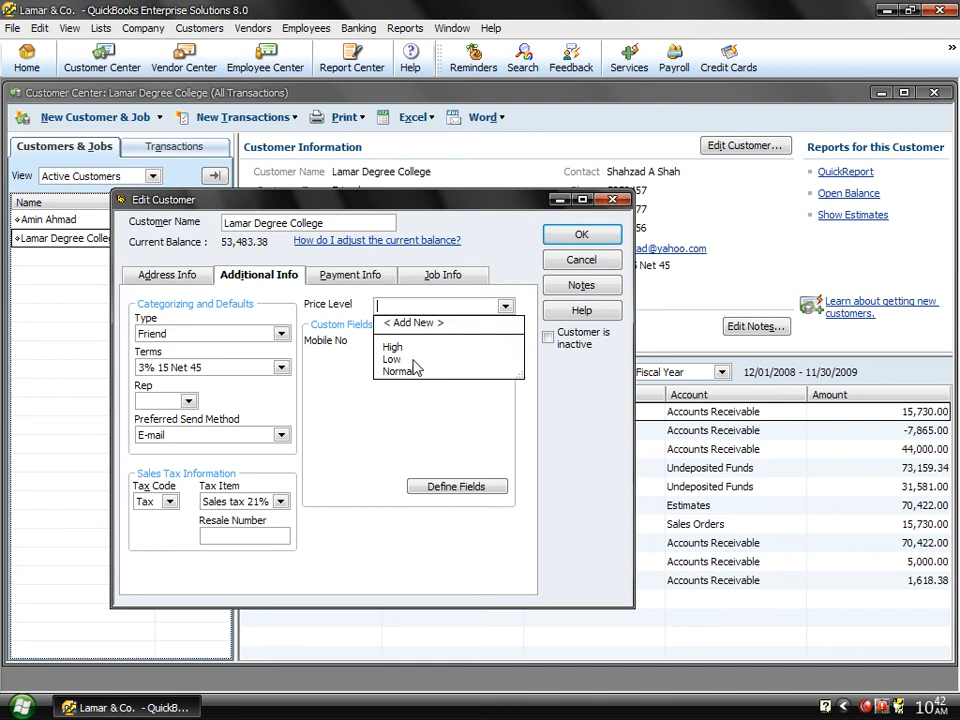 Lamar & Co. - QuickBooks Enterprise Solutions 8.0
File Edit View Lists Company Customers Vendors Employees Banking Reports Window Help
Home Customer Center Vendor Center Employee Center Report Center Help Reminders Search Feedback Services Payroll Credit Cards
Customer Center: Lamar Degree College (All Transactions)
New Customer & Job New Transactions Print Excel Word
Customers & Jobs Transactions
View Active Customers
Name
Amin Ahmad
Lamar Degree Colleg
Customer Information Edit Customer...
Customer Name Lamar Degree College Contact Shahzad A Shah
@yahoo.com
Net 45
Edit Notes...
Reports for this Customer
QuickReport
Open Balance
Show Estimates
Learn about getting new
customers.
Edit Customer
Customer Name Lamar Degree College
Current Balance : 53,483.38 How do I adjust the current balance?
OK
Cancel
Notes
Help
Customer is
inactive
Address Info Additional Info Payment Info Job Info
Categorizing and Defaults
Type
Friend
Terms
3% 15 Net 45
Rep
Preferred Send Method
E-mail
Sales Tax Information
Tax Code Tax Item
Tax Sales tax 21%
Resale Number
Price Level
< Add New >
High
Low
Normal
Custom Fields
Mobile No
Define Fields
Fiscal Year 12/01/2008 - 11/30/2009
Account Amount
Accounts Receivable 15,730.00
Accounts Receivable -7,865.00
Accounts Receivable 44,000.00
Undeposited Funds 73,159.34
Undeposited Funds 31,581.00
Estimates 70,422.00
Sales Orders 15,730.00
Accounts Receivable 70,422.00
Accounts Receivable 5,000.00
Accounts Receivable 1,618.38
Lamar & Co. - QuickB...
10:42
AM